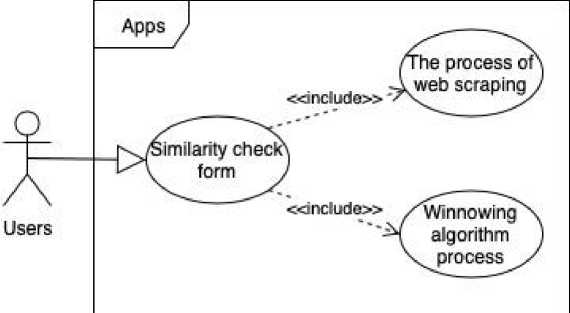 Apps
The process of
web scraping
<<include>>
Similarity check
form
<<include>>
Winnowing
algorithm
process
Users